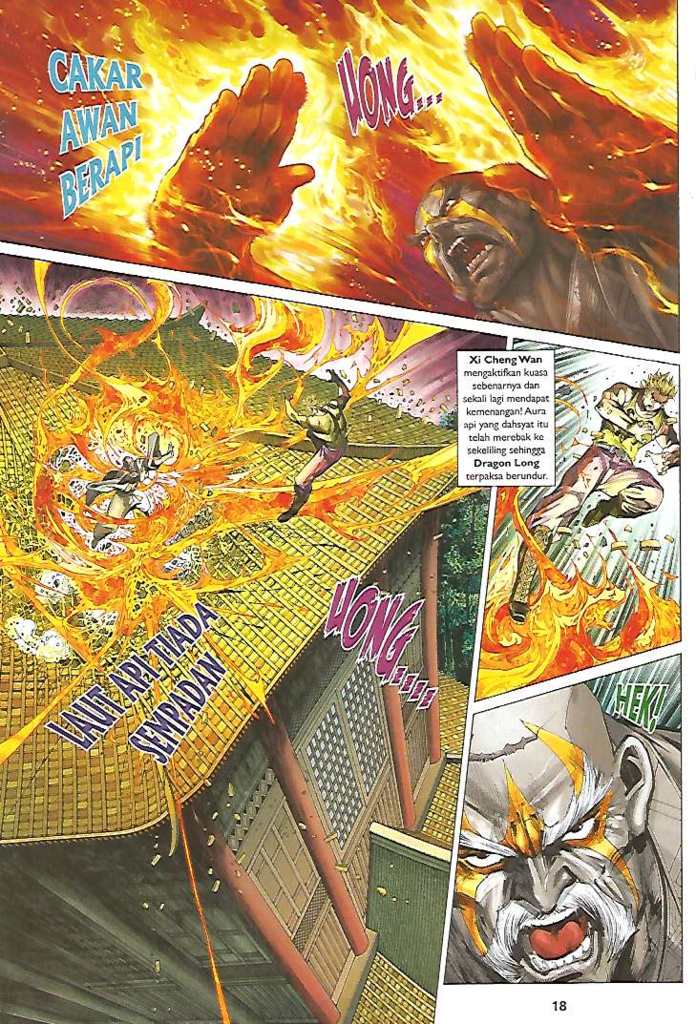 CAKAR
AWAN
BERAPI
UONG...
Xi Cheng Wan
mengaktifkan kuasa
sebenarnya dan
sekali lagi mendapat
kemenangan! Aura
api yang dahsyat itu
telah merebak ke
sekeliling sehingga
Dragon Long
terpaksa berundur.
LAUT API TIADA
SEMPADAN
UONG......
HEK!
18